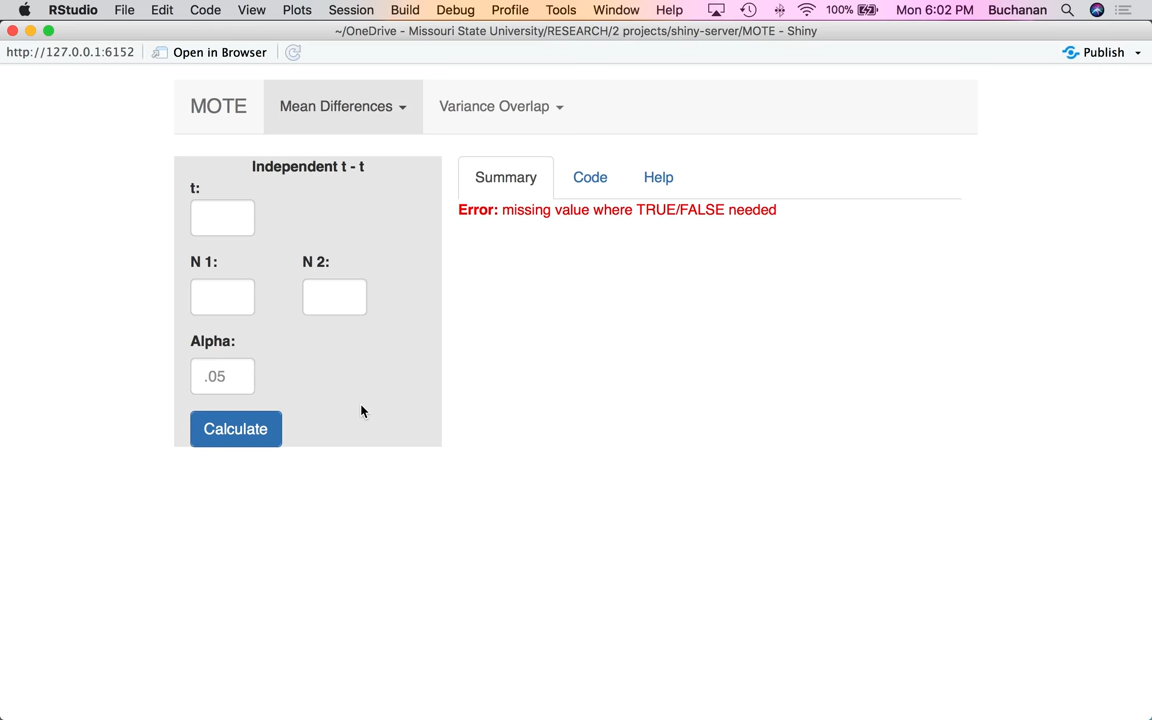 RStudio File Edit Code View Plots Session Build Debug Profile Tools Window Help 100% Mon 6:02 PM Buchanan
~/OneDrive - Missouri State University/RESEARCH/2 projects/shiny-server/MOTE - Shiny
http://127.0.0.1:6152 Open in Browser Publish
MOTE Mean Differences Variance Overlap
Independent t - t
t:
N 1: N 2:
Alpha:
.05
Calculate
Summary Code Help
Error: missing value where TRUE/FALSE needed